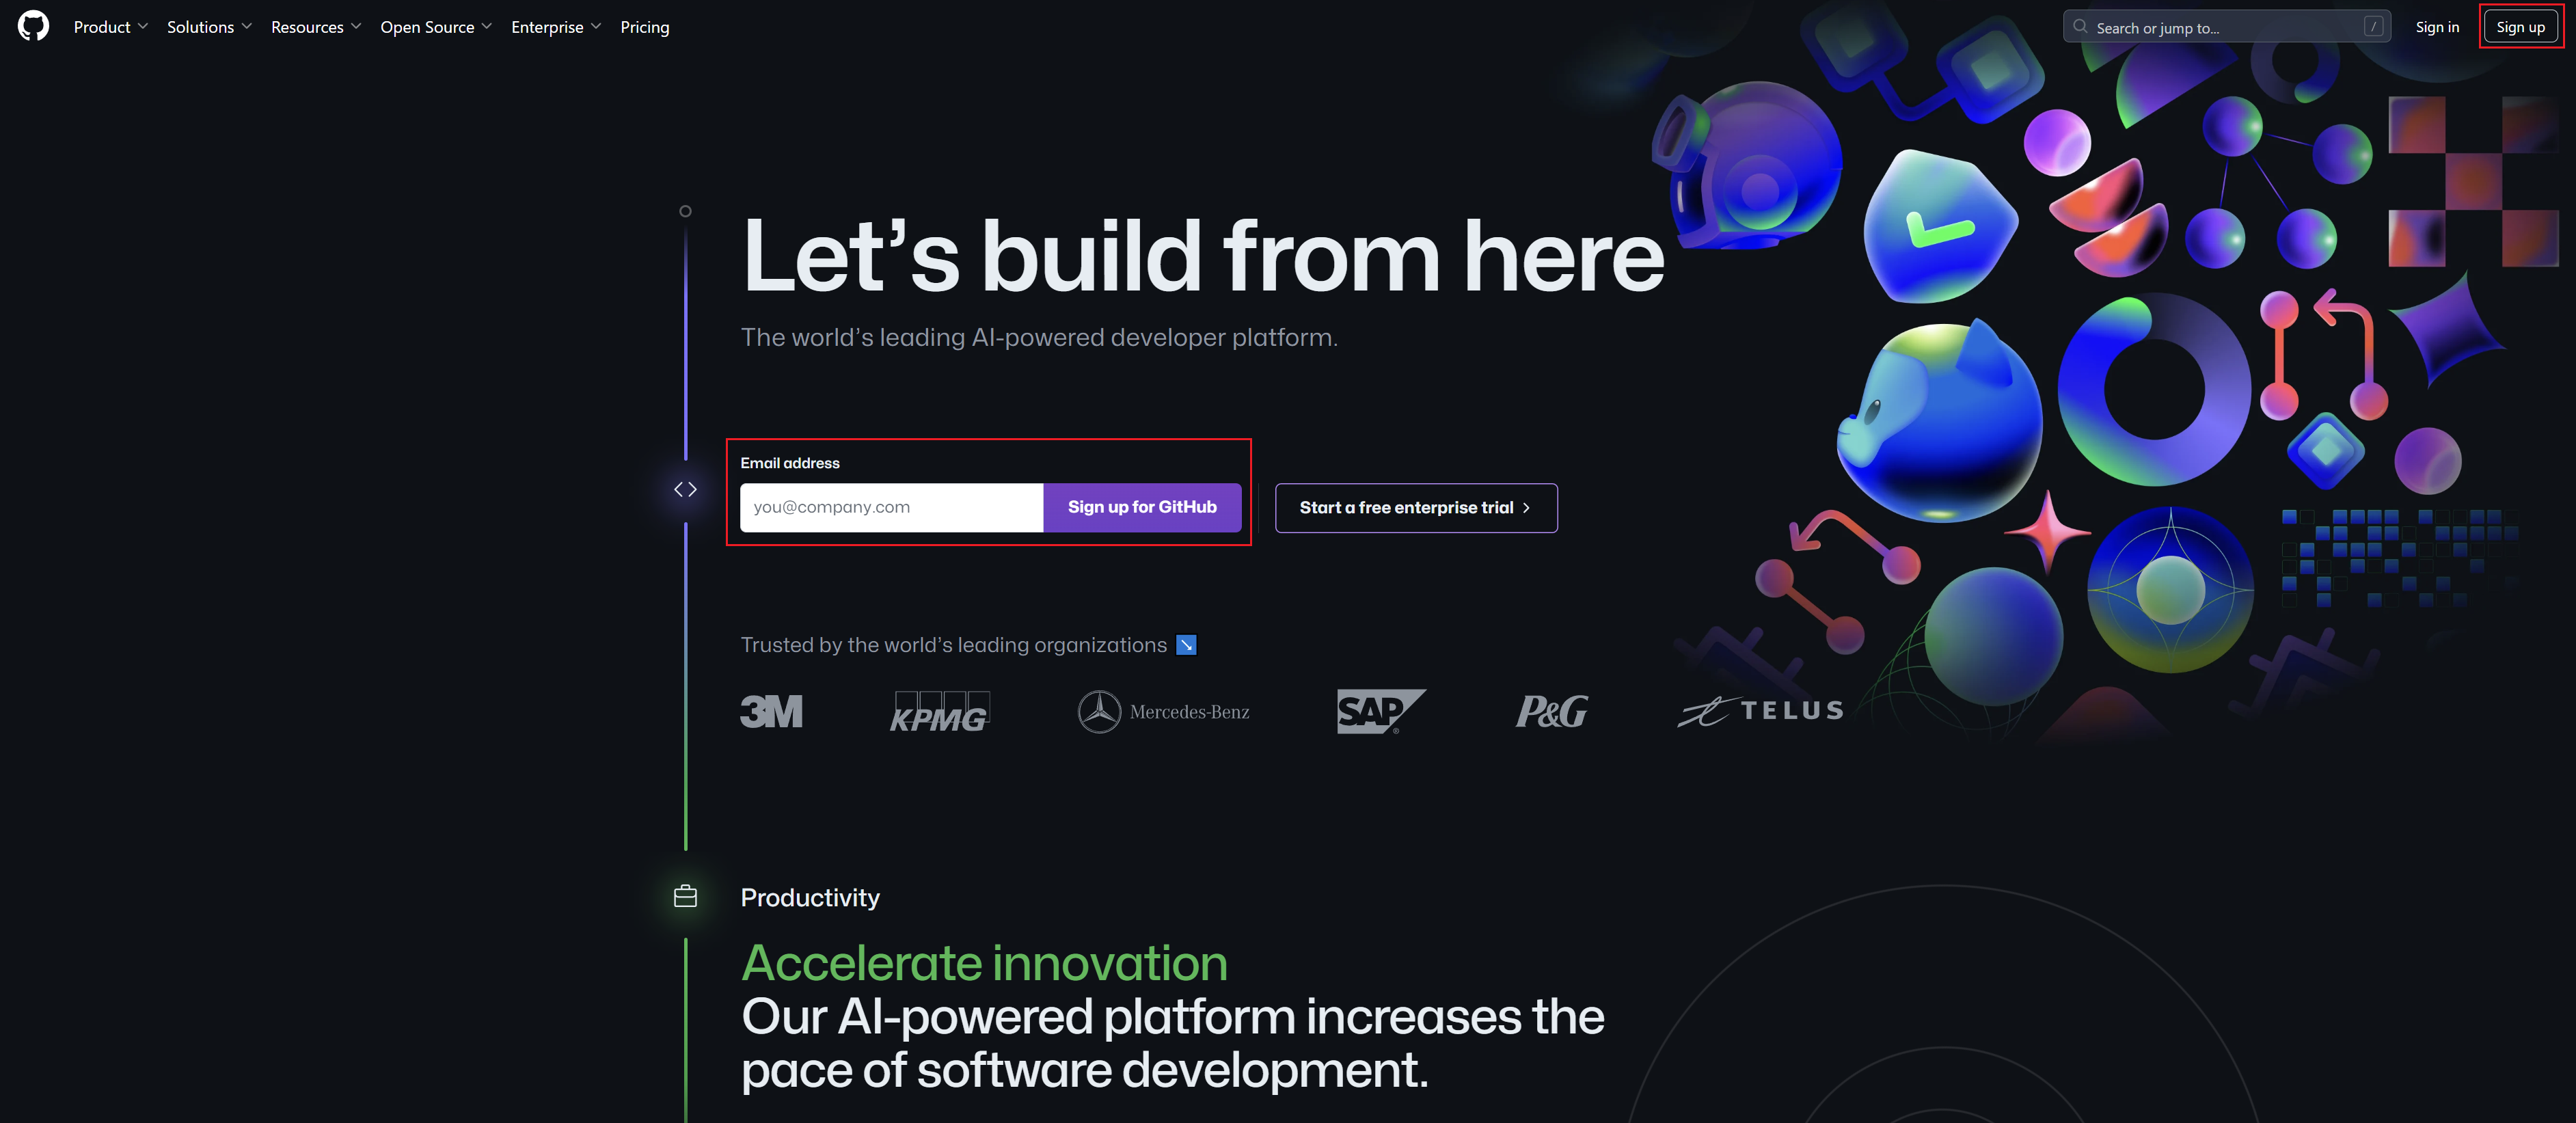 Product
Solutions
Resources
Open Source
Enterprise
Pricing
Search or jump to...
/
Sign in
Sign up
Let’s build from here
The world’s leading AI-powered developer platform.
Email address
you@company.com
Sign up for GitHub
Start a free enterprise trial
Trusted by the world’s leading organizations
3M
KPMG
Mercedes-Benz
SAP
®
P&G
TELUS
Productivity
Accelerate innovation
Our AI-powered platform increases the
pace of software development.